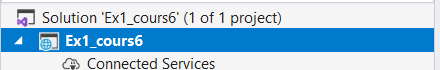 Solution 'Ex1_cours6' (1 of 1 project)
Ex1_cours6
Connected Services